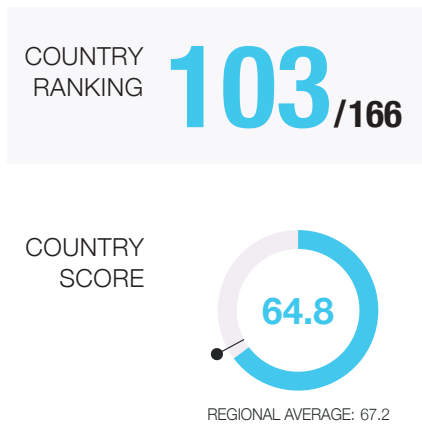 COUNTRY
RANKING
103/166
COUNTRY
SCORE
64.8
REGIONAL AVERAGE: 67.2